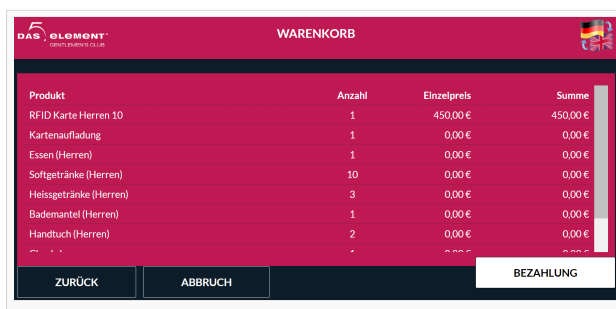 5
DAS ELEMENT
GENTLEMEN'S CLUB
WARENKORB
Produkt Anzahl Einzelpreis Summe
RFID Karte Herren 10 1 450,00 € 450,00 €
Kartenaufladung 1 0,00 € 0,00 €
Essen (Herren) 1 0,00 € 0,00 €
Softgetränke (Herren) 10 0,00 € 0,00 €
Heissgetränke (Herren) 3 0,00 € 0,00 €
Bademantel (Herren) 1 0,00 € 0,00 €
Handtuch (Herren) 2 0,00 € 0,00 €
ZURÜCK ABBRUCH BEZAHLUNG